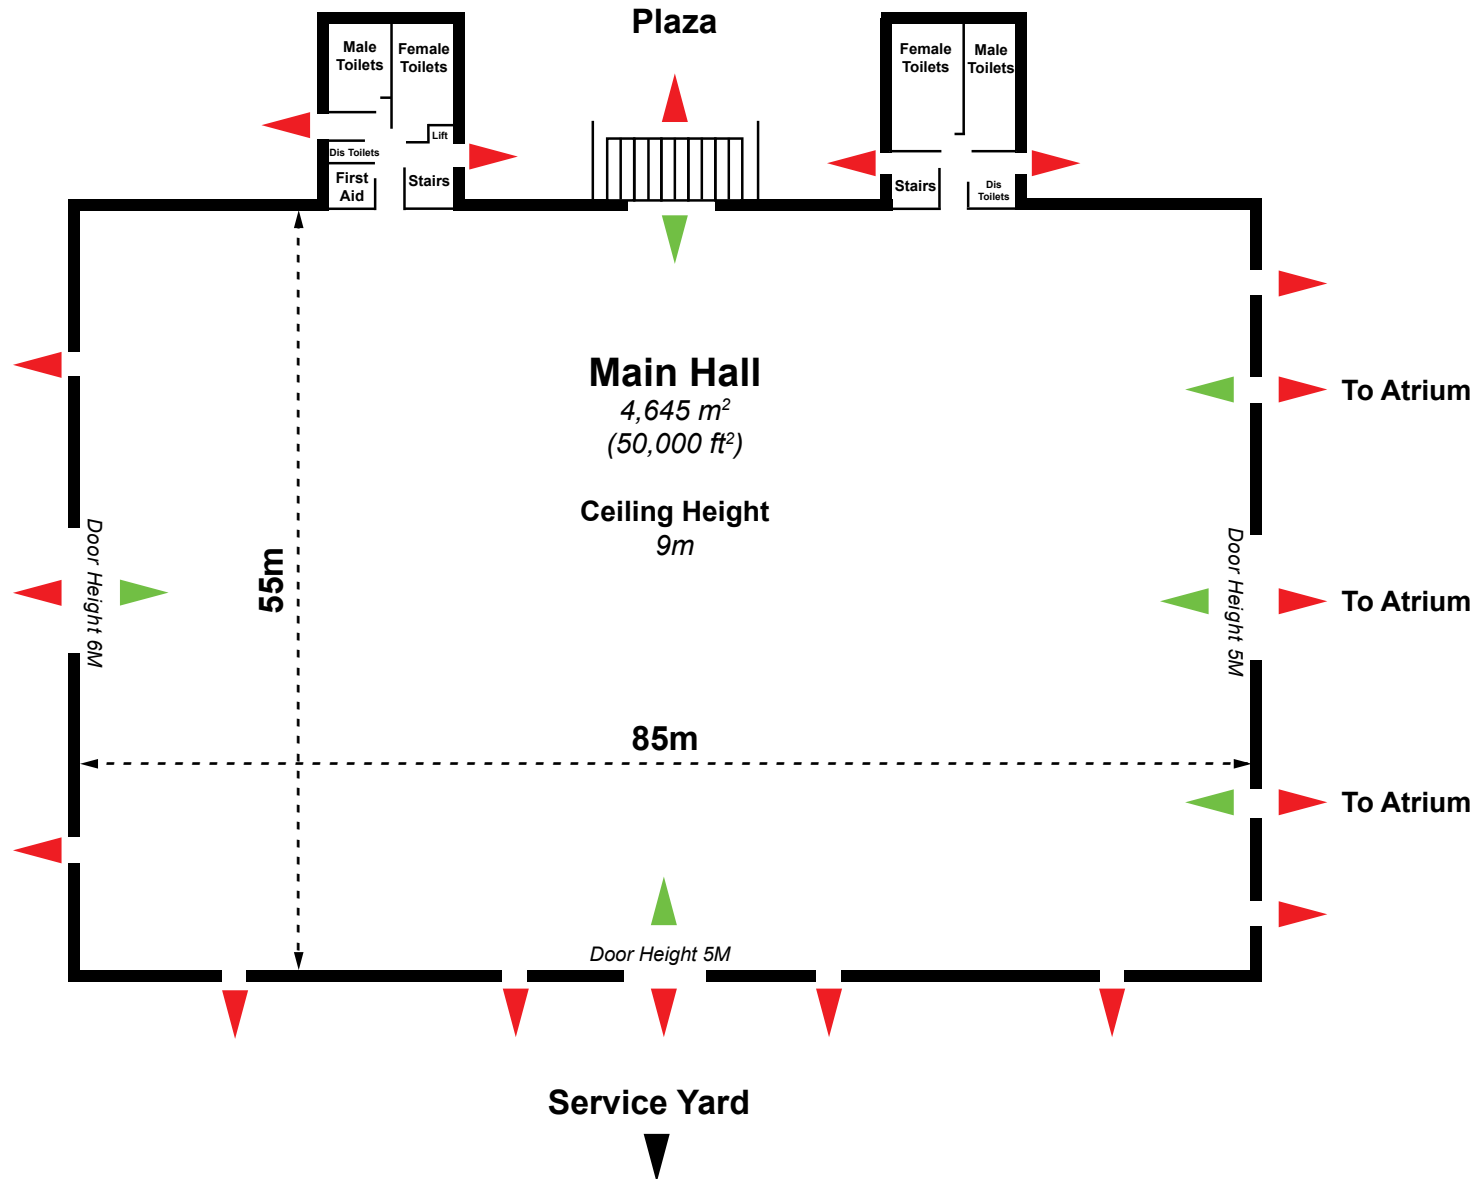 Plaza
Male
Toilets
Female
Toilets
Lift
Dis Toilets
First
Aid
Stairs
Female
Toilets
Male
Toilets
Stairs
Dis
Toilets
Main Hall
4,645 m²
(50,000 ft²)
Ceiling Height
9m
To Atrium
Door Height 6M
55m
Door Height 5M
To Atrium
85m
To Atrium
Door Height 5M
Service Yard